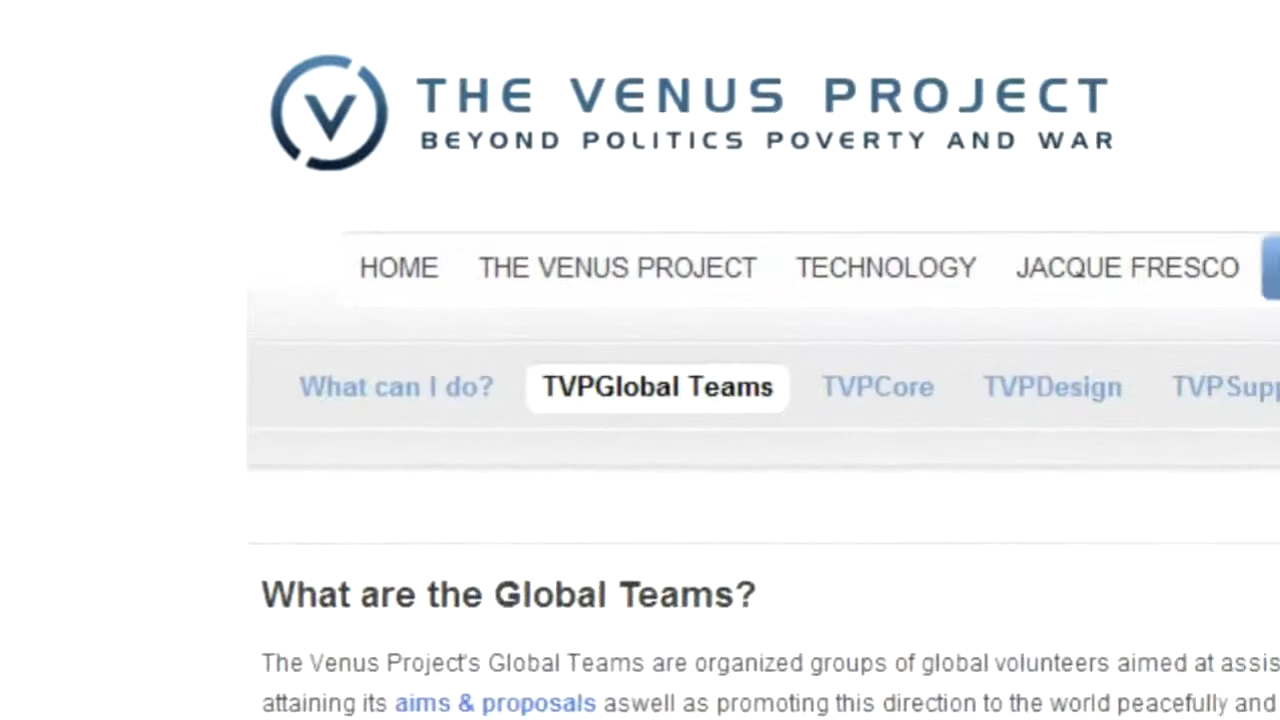 V
THE VENUS PROJECT
BEYOND POLITICS POVERTY AND WAR
HOME THE VENUS PROJECT TECHNOLOGY JACQUE FRESCO
What can I do? TVPGlobal Teams TVPCore TVPDesign TVPSupp
What are the Global Teams?
The Venus Project's Global Teams are organized groups of global volunteers aimed at assis
attaining its aims & proposals aswell as promoting this direction to the world peacefully and